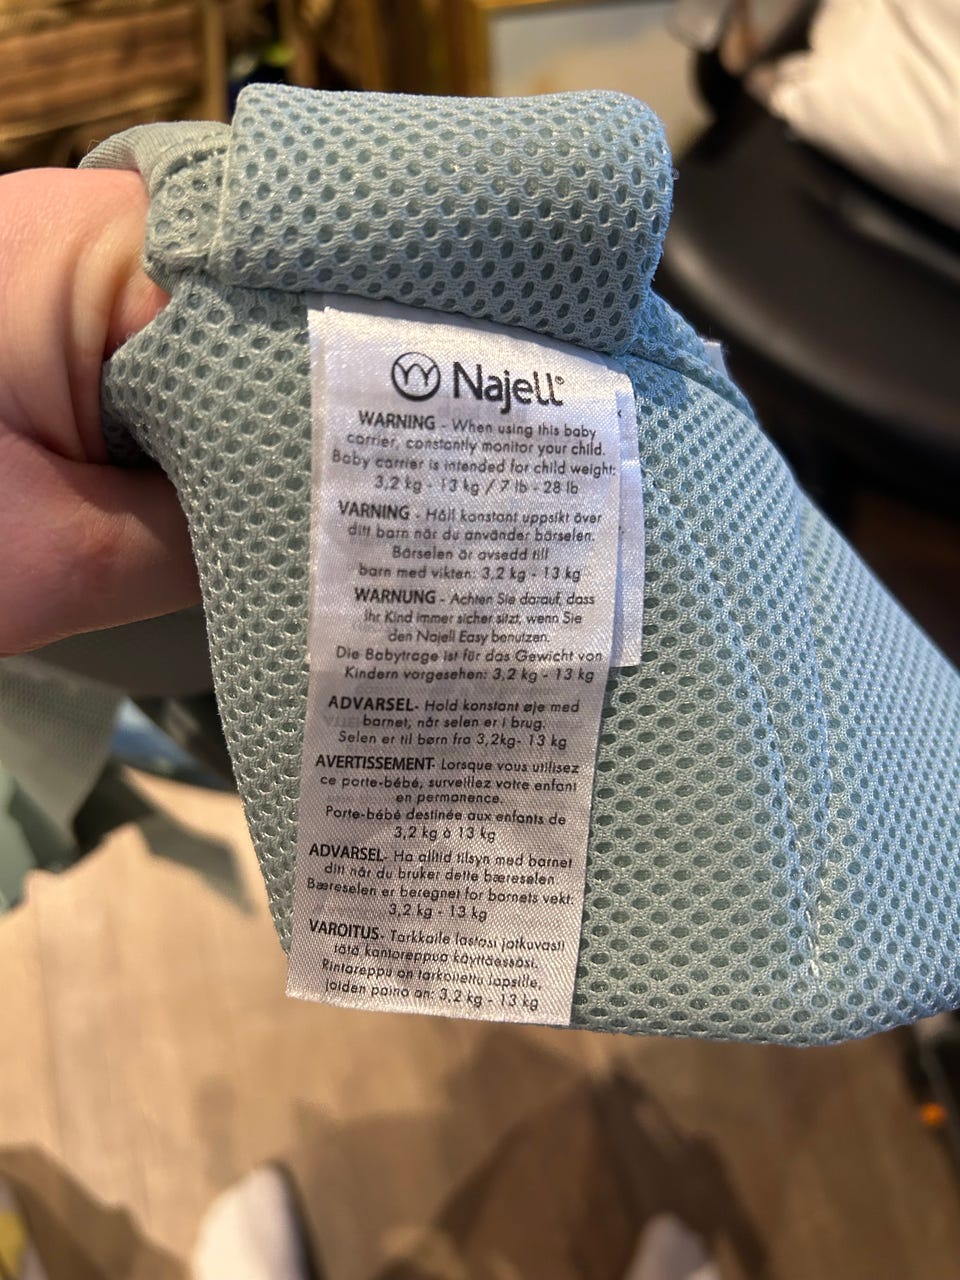 Najell®
WARNING - When using this baby
carrier, constantly monitor your child.
Baby carrier is intended for child weight:
3,2 kg - 13 kg / 7 lb - 28 lb
VARNING - Håll konstant uppsikt över
ditt barn när du använder bärselen.
Bärselen är avsedd till
barn med vikten: 3,2 kg - 13 kg
WARNUNG - Achten Sie darauf, dass
Ihr Kind immer sicher sitzt, wenn Sie
den Najell Easy benutzen.
Die Babytrage ist für das Gewicht von
Kindern vorgesehen: 3,2 kg - 13 kg
ADVARSEL- Hold konstant øje med
barnet, når selen er i brug.
Selen er til børn fra 3,2kg- 13 kg
AVERTISSEMENT- Lorsque vous utilisez
ce porte-bébé, surveillez votre enfant
en permanence.
Porte-bébé destinée aux enfants de
3,2 kg à 13 kg
ADVARSEL- Ha alltid tilsyn med barnet
ditt når du bruker dette bæreselen
Bæreselen er beregnet for barnets vekt.
3,2 kg - 13 kg
VAROITUS- Tarkkaile lastasi jatkuvasti
tätä kantoreppua käyttäessäsi.
Rintareppu on tarkoitettu lapsille,
joiden paino on: 3,2 kg - 13 kg